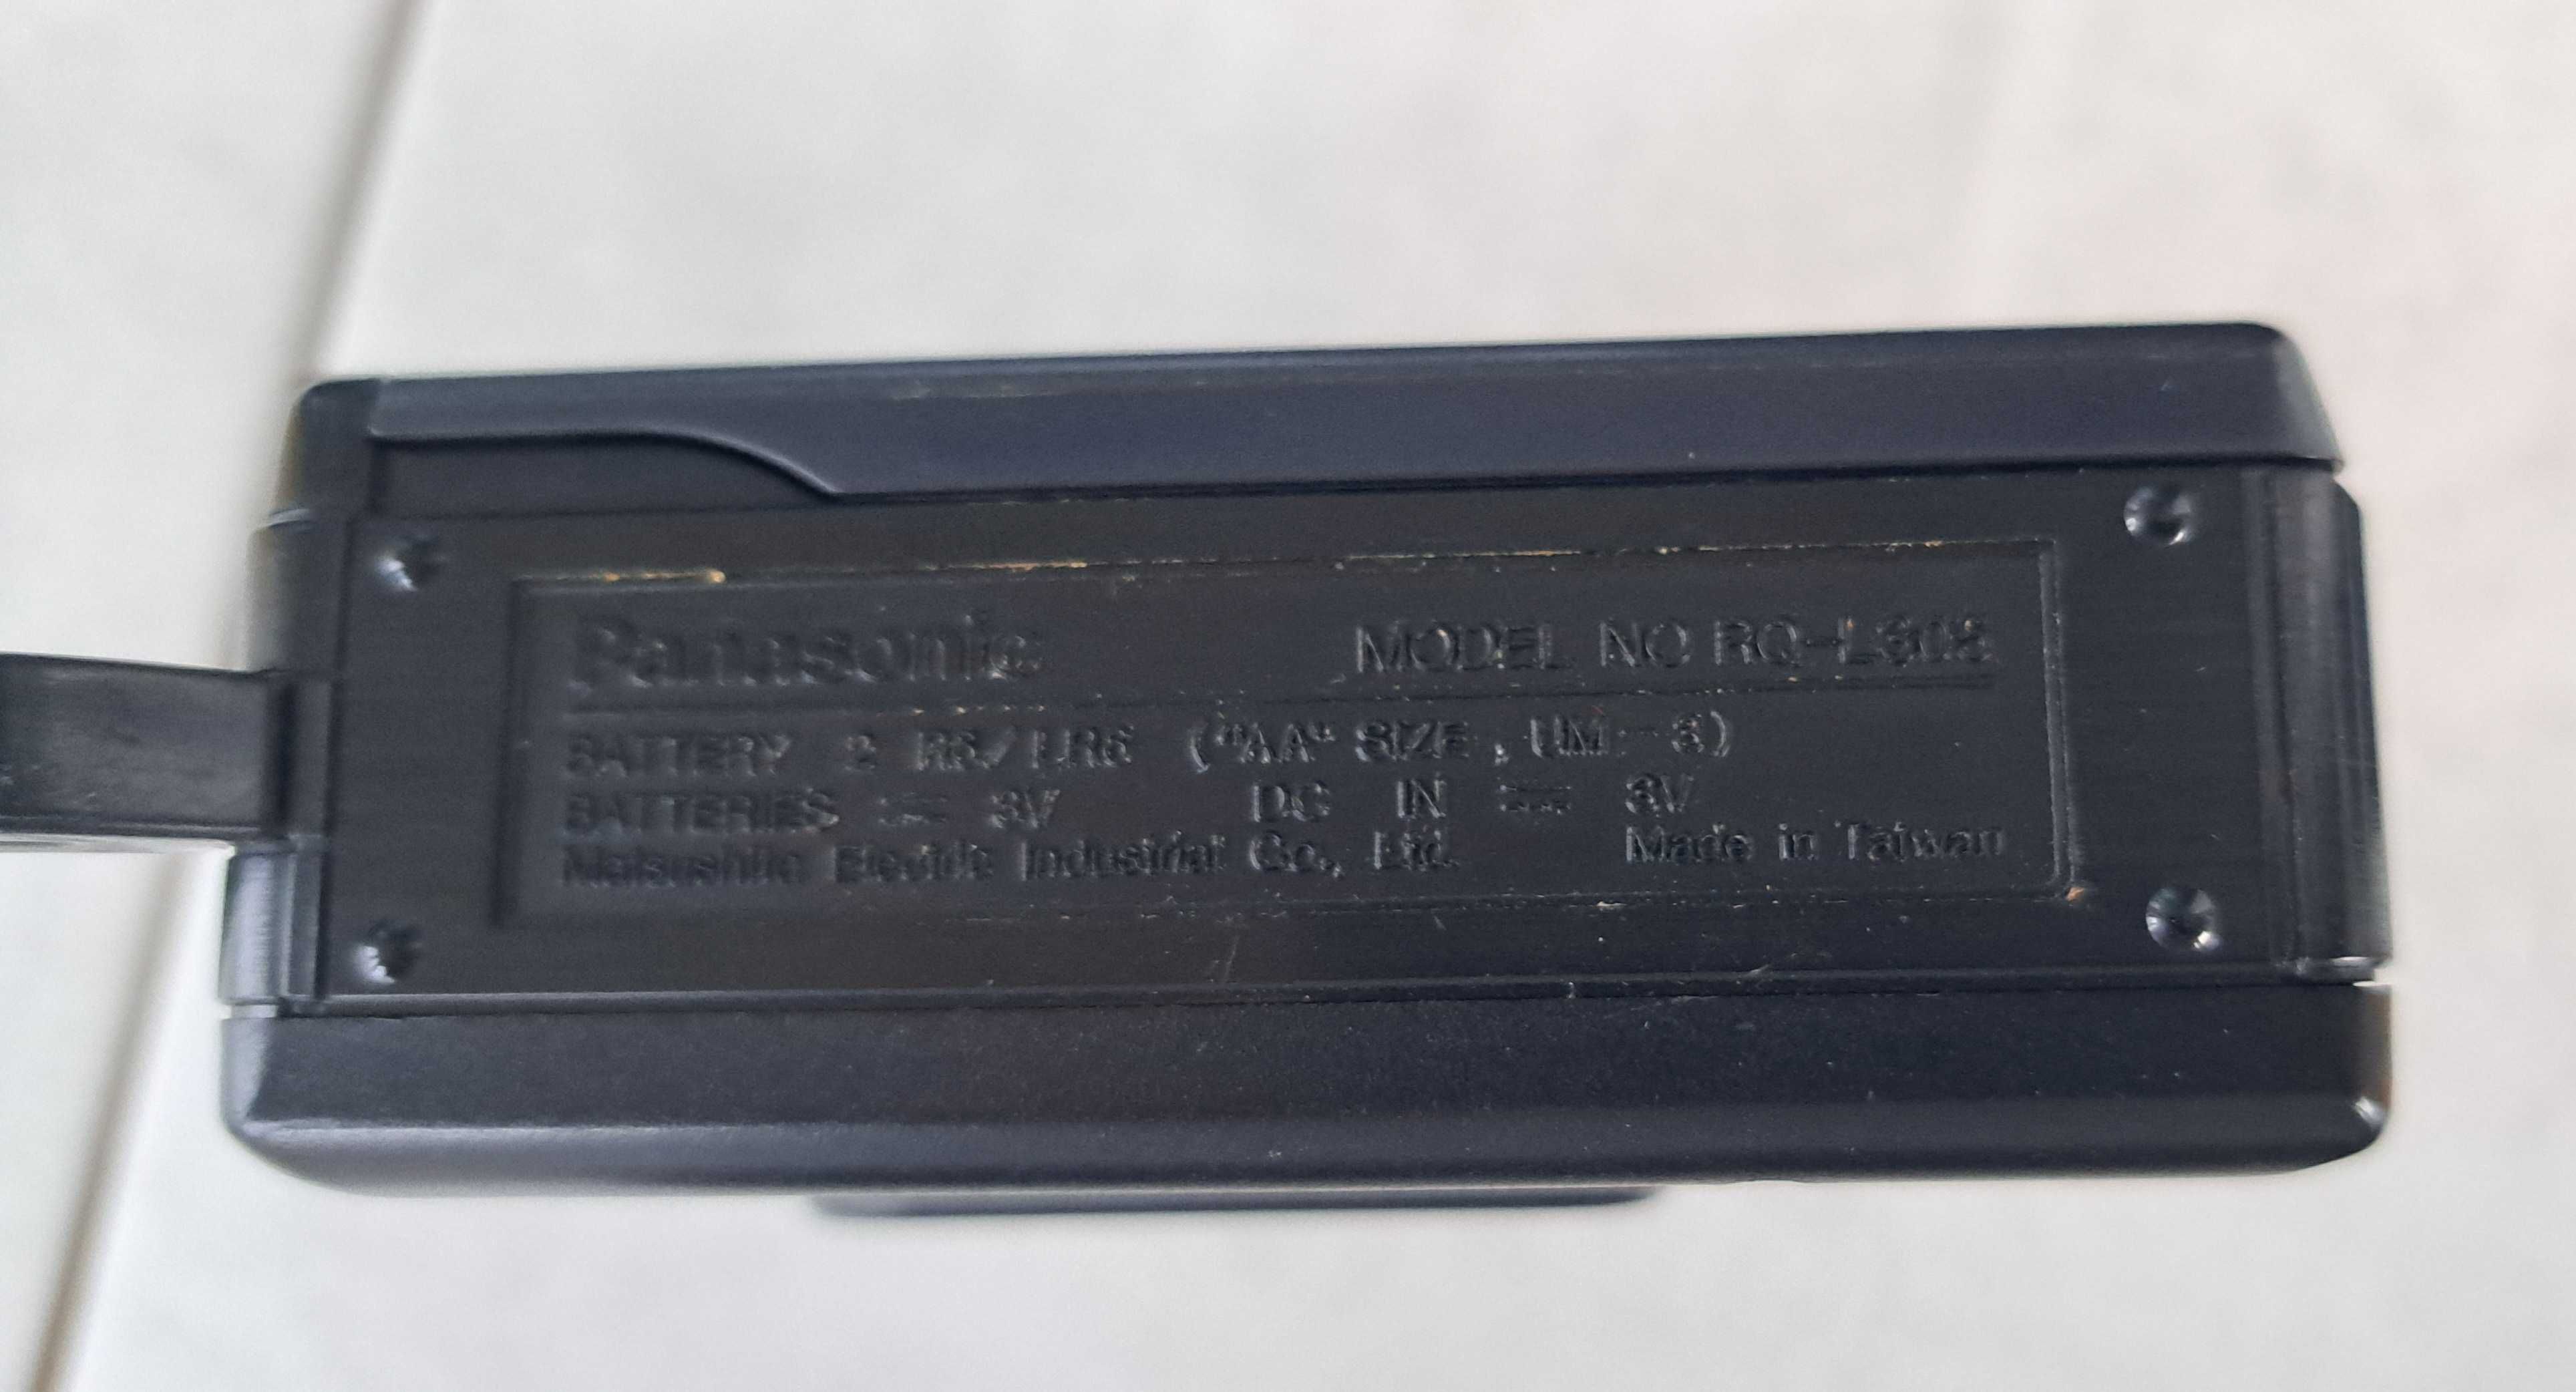 Panasonic MODEL NO RQ-L308
BATTERY 2 R6/LR6 ("AA" SIZE, UM-3)
BATTERIES ⎓ 3V DC IN ⎓ 3V
Matsushita Electric Industrial Co., Ltd. Made in Taiwan